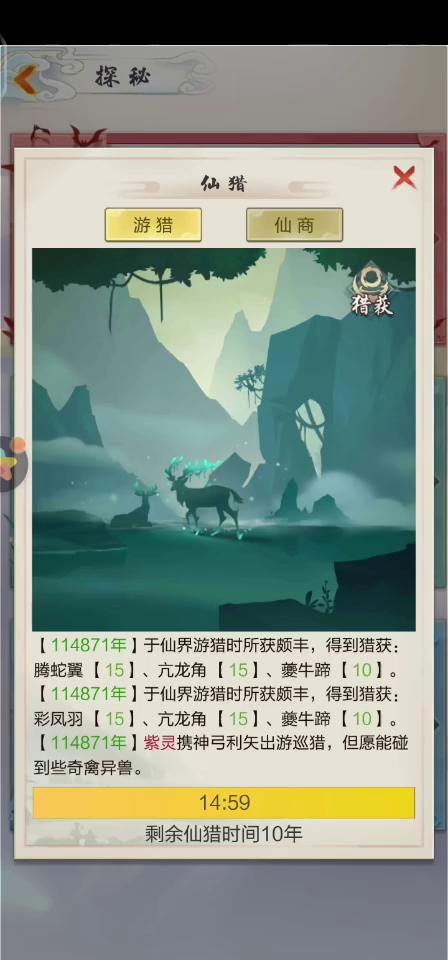 探秘
仙猎
游猎
仙商
猎获
【114871年】于仙界游猎时所获颇丰，得到猎获：
腾蛇翼【15】、亢龙角【15】、夔牛蹄【10】。
【114871年】于仙界游猎时所获颇丰，得到猎获：
彩凤羽【15】、亢龙角【15】、夔牛蹄【10】。
【114871年】紫灵携神弓利矢出游巡猎，但愿能碰
到些奇禽异兽。
14:59
剩余仙猎时间10年